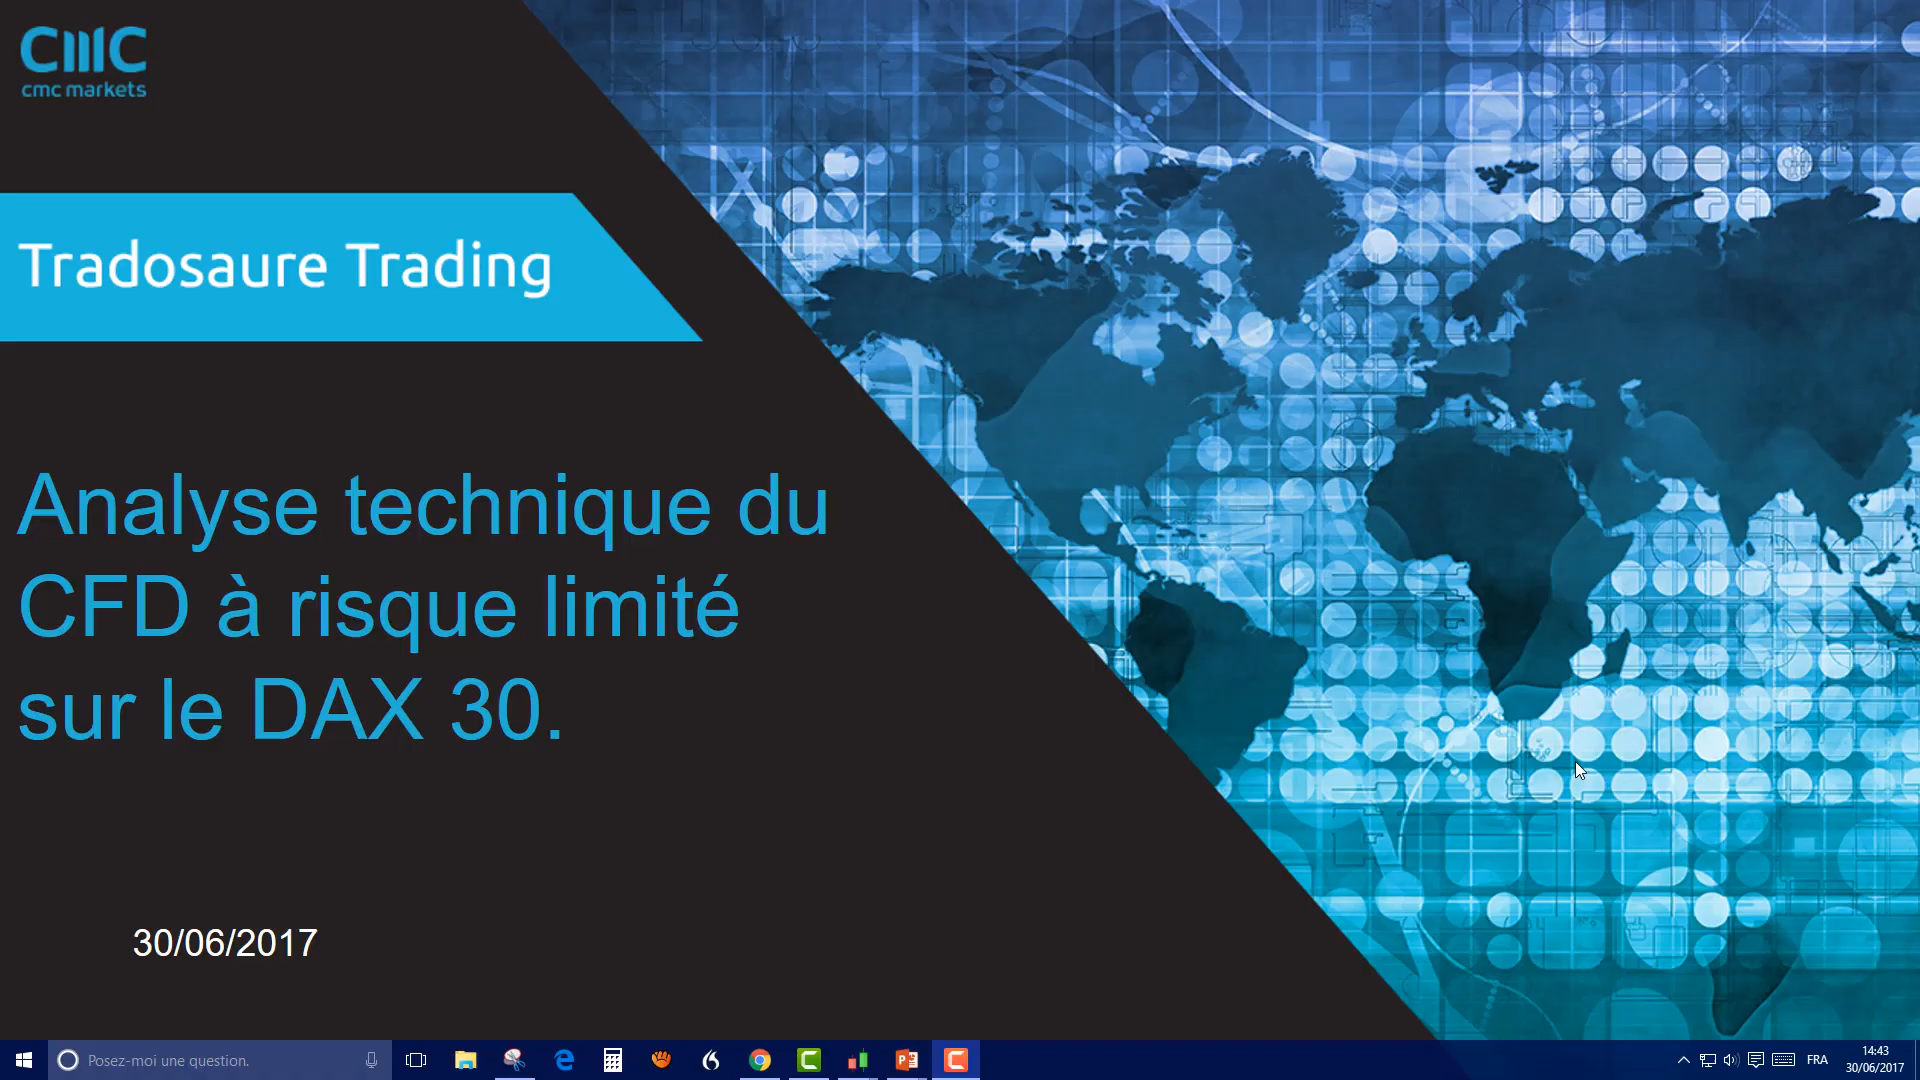 CMC
cmc markets
Tradosaure Trading
Analyse technique du
CFD à risque limité
sur le DAX 30.
30/06/2017
Posez-moi une question.
FRA
14:43
30/06/2017